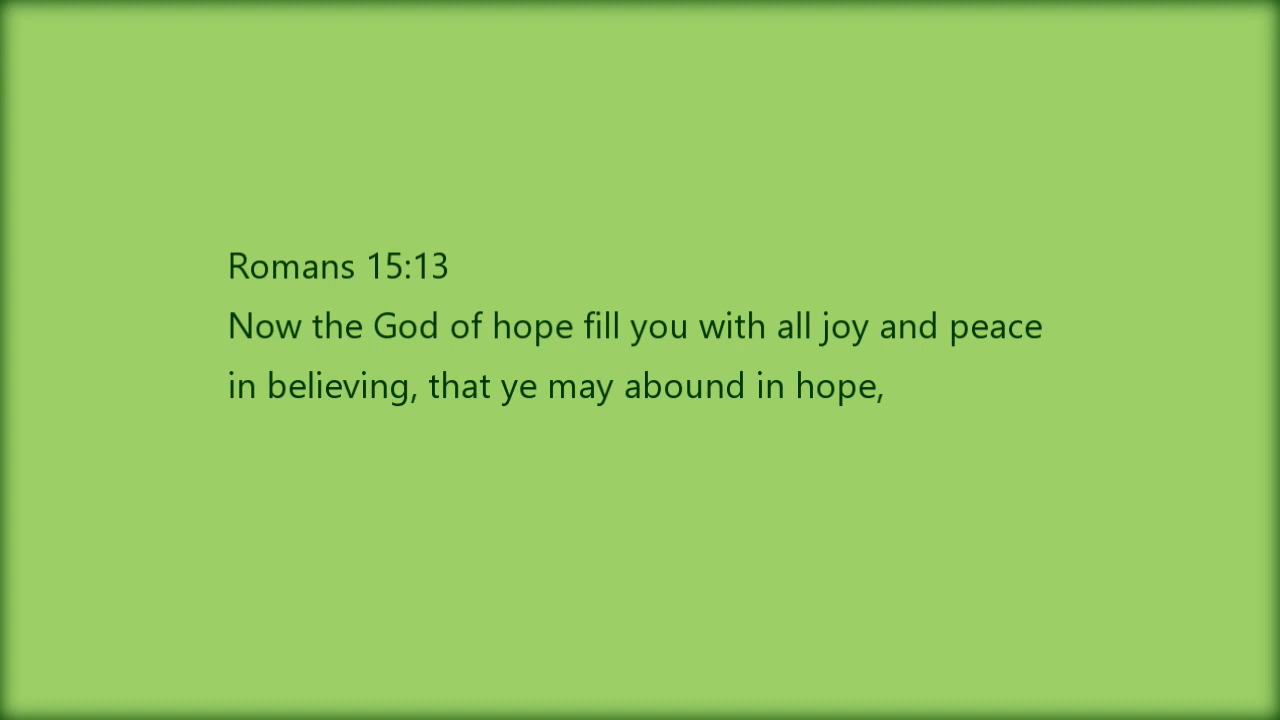 Romans 15:13
Now the God of hope fill you with all joy and peace
in believing, that ye may abound in hope,